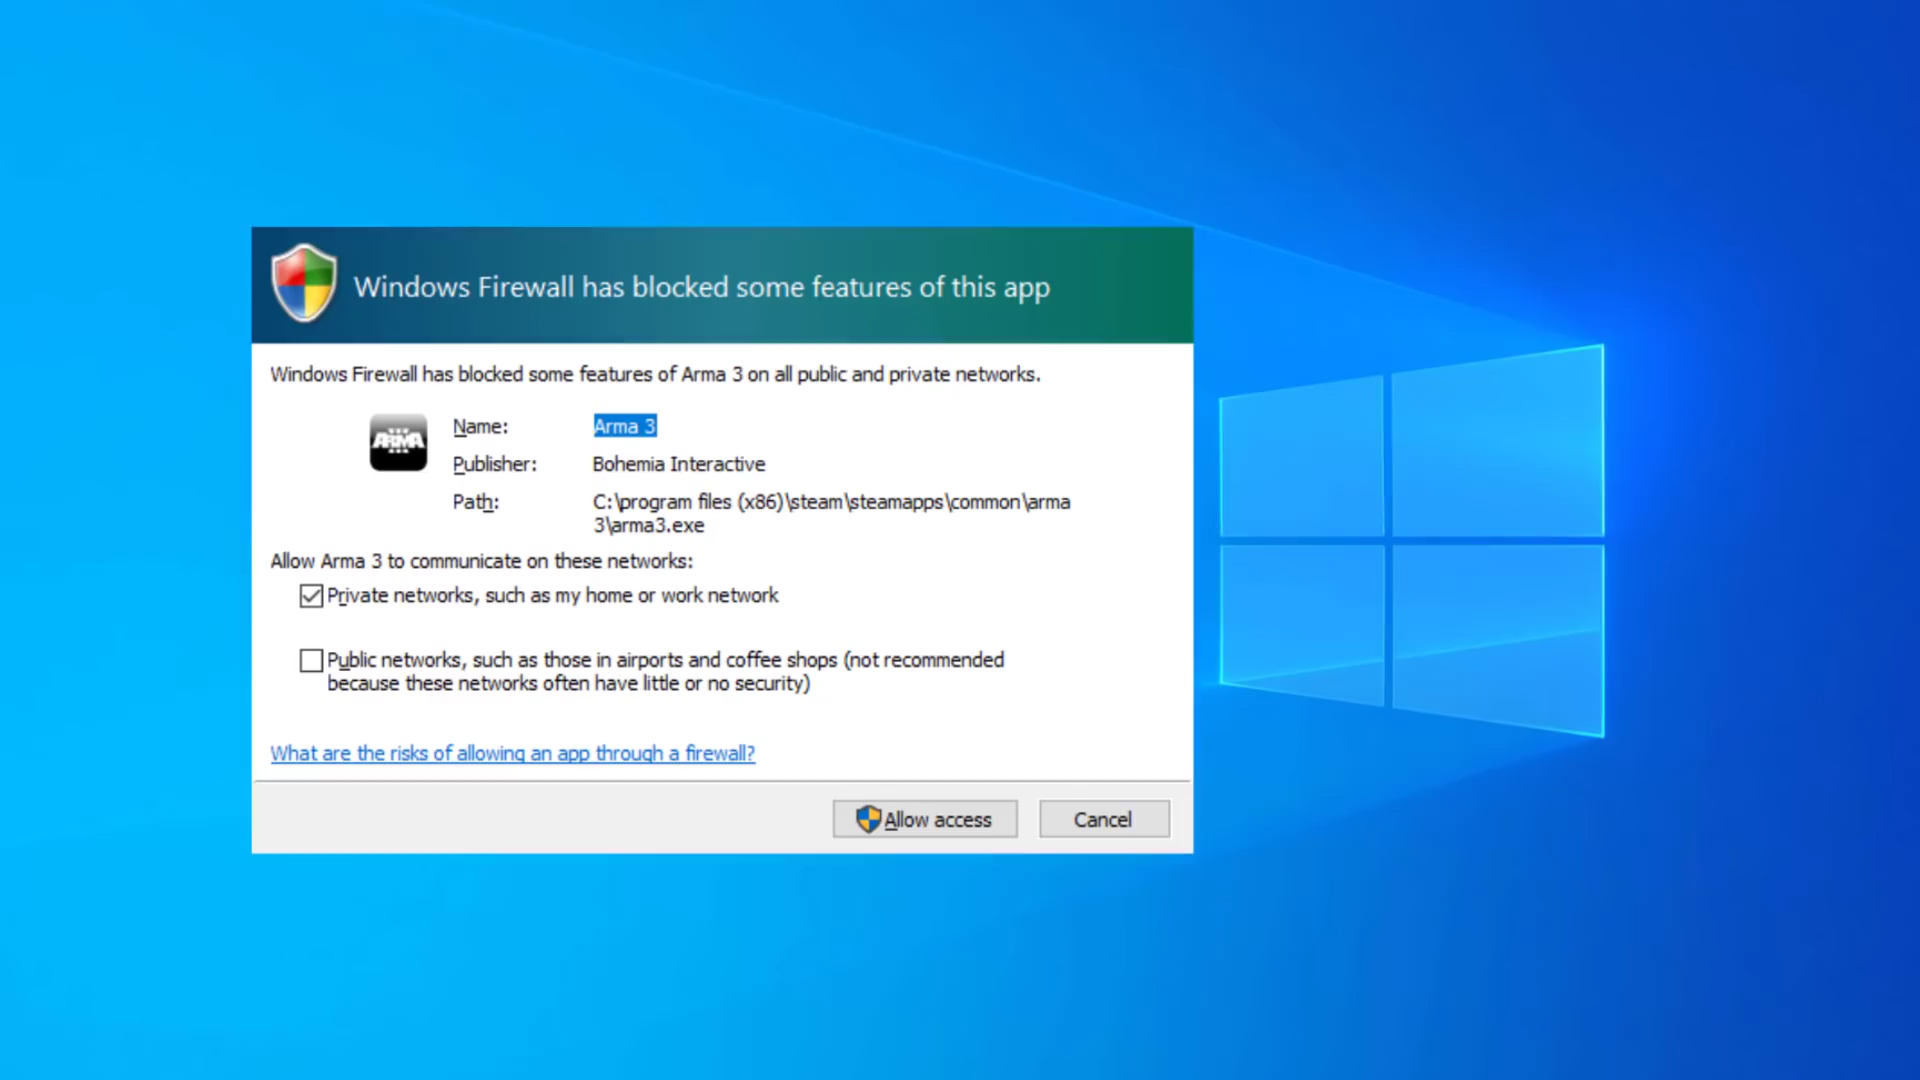 Windows Firewall has blocked some features of this app
Windows Firewall has blocked some features of Arma 3 on all public and private networks.
ARMA
Name: Arma 3
Publisher: Bohemia Interactive
Path: C:\program files (x86)\steam\steamapps\common\arma
3\arma3.exe
Allow Arma 3 to communicate on these networks:
Private networks, such as my home or work network
Public networks, such as those in airports and coffee shops (not recommended
because these networks often have little or no security)
What are the risks of allowing an app through a firewall?
Allow access Cancel